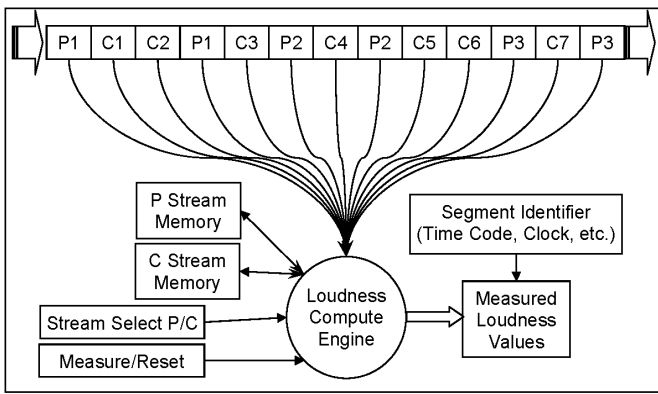 P1 C1 C2 P1 C3 P2 C4 P2 C5 C6 P3 C7 P3
P Stream
Memory
C Stream
Memory
Stream Select P/C
Measure/Reset
Loudness
Compute
Engine
Segment Identifier
(Time Code, Clock, etc.)
Measured
Loudness
Values